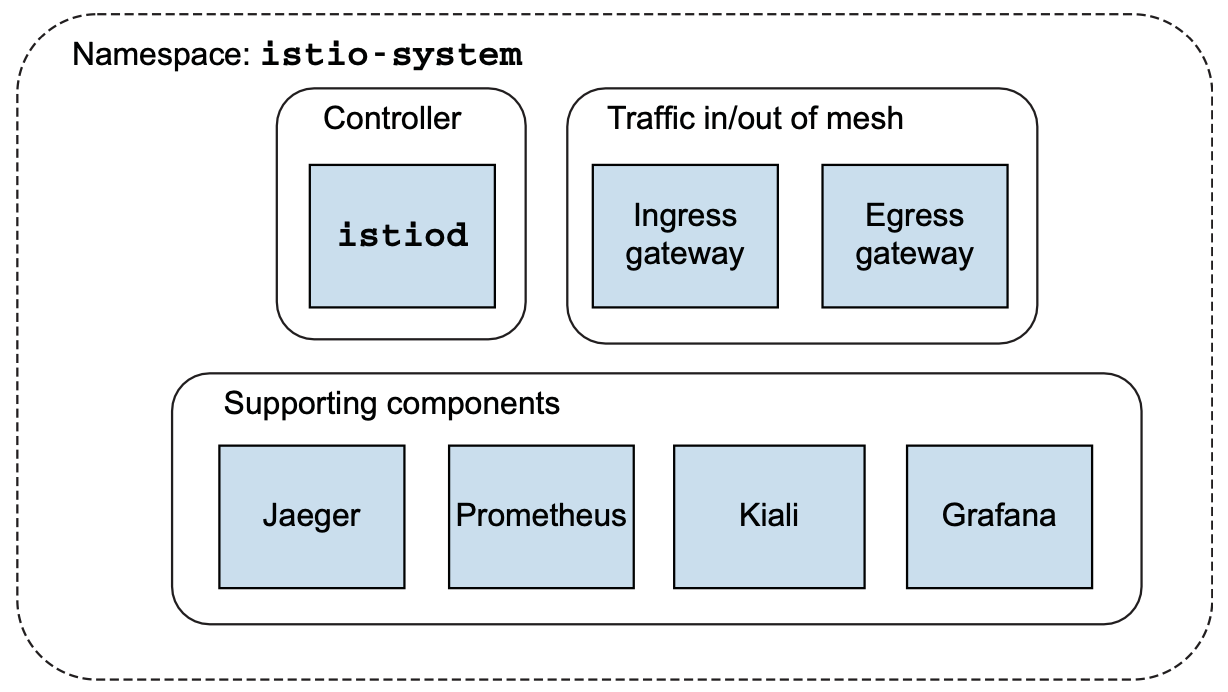 Namespace: istio-system
Controller
Traffic in/out of mesh
istiod
Ingress
gateway
Egress
gateway
Supporting components
Jaeger
Prometheus
Kiali
Grafana